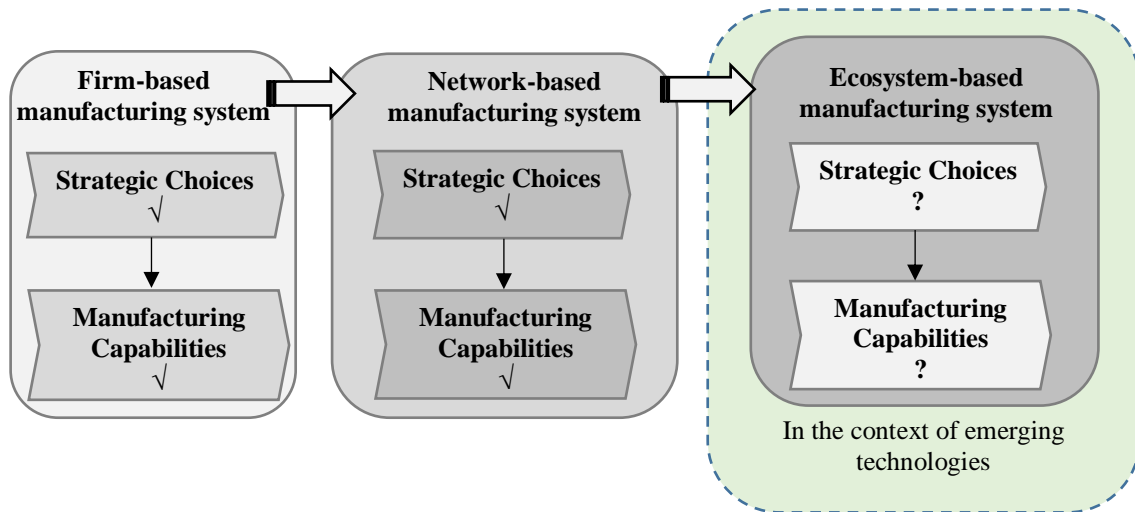 Firm-based
manufacturing system
Strategic Choices
√
Manufacturing
Capabilities
√
Network-based
manufacturing system
Strategic Choices
√
Manufacturing
Capabilities
√
Ecosystem-based
manufacturing system
Strategic Choices
?
Manufacturing
Capabilities
?
In the context of emerging
technologies